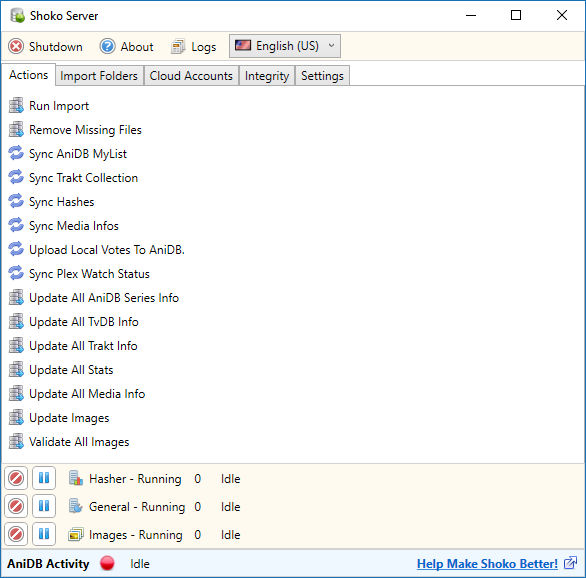 Shoko Server
Shutdown About Logs English (US)
Actions Import Folders Cloud Accounts Integrity Settings
Run Import
Remove Missing Files
Sync AniDB MyList
Sync Trakt Collection
Sync Hashes
Sync Media Infos
Upload Local Votes To AniDB.
Sync Plex Watch Status
Update All AniDB Series Info
Update All TvDB Info
Update All Trakt Info
Update All Stats
Update All Media Info
Update Images
Validate All Images
Hasher - Running 0 Idle
General - Running 0 Idle
Images - Running 0 Idle
AniDB Activity Idle Help Make Shoko Better!